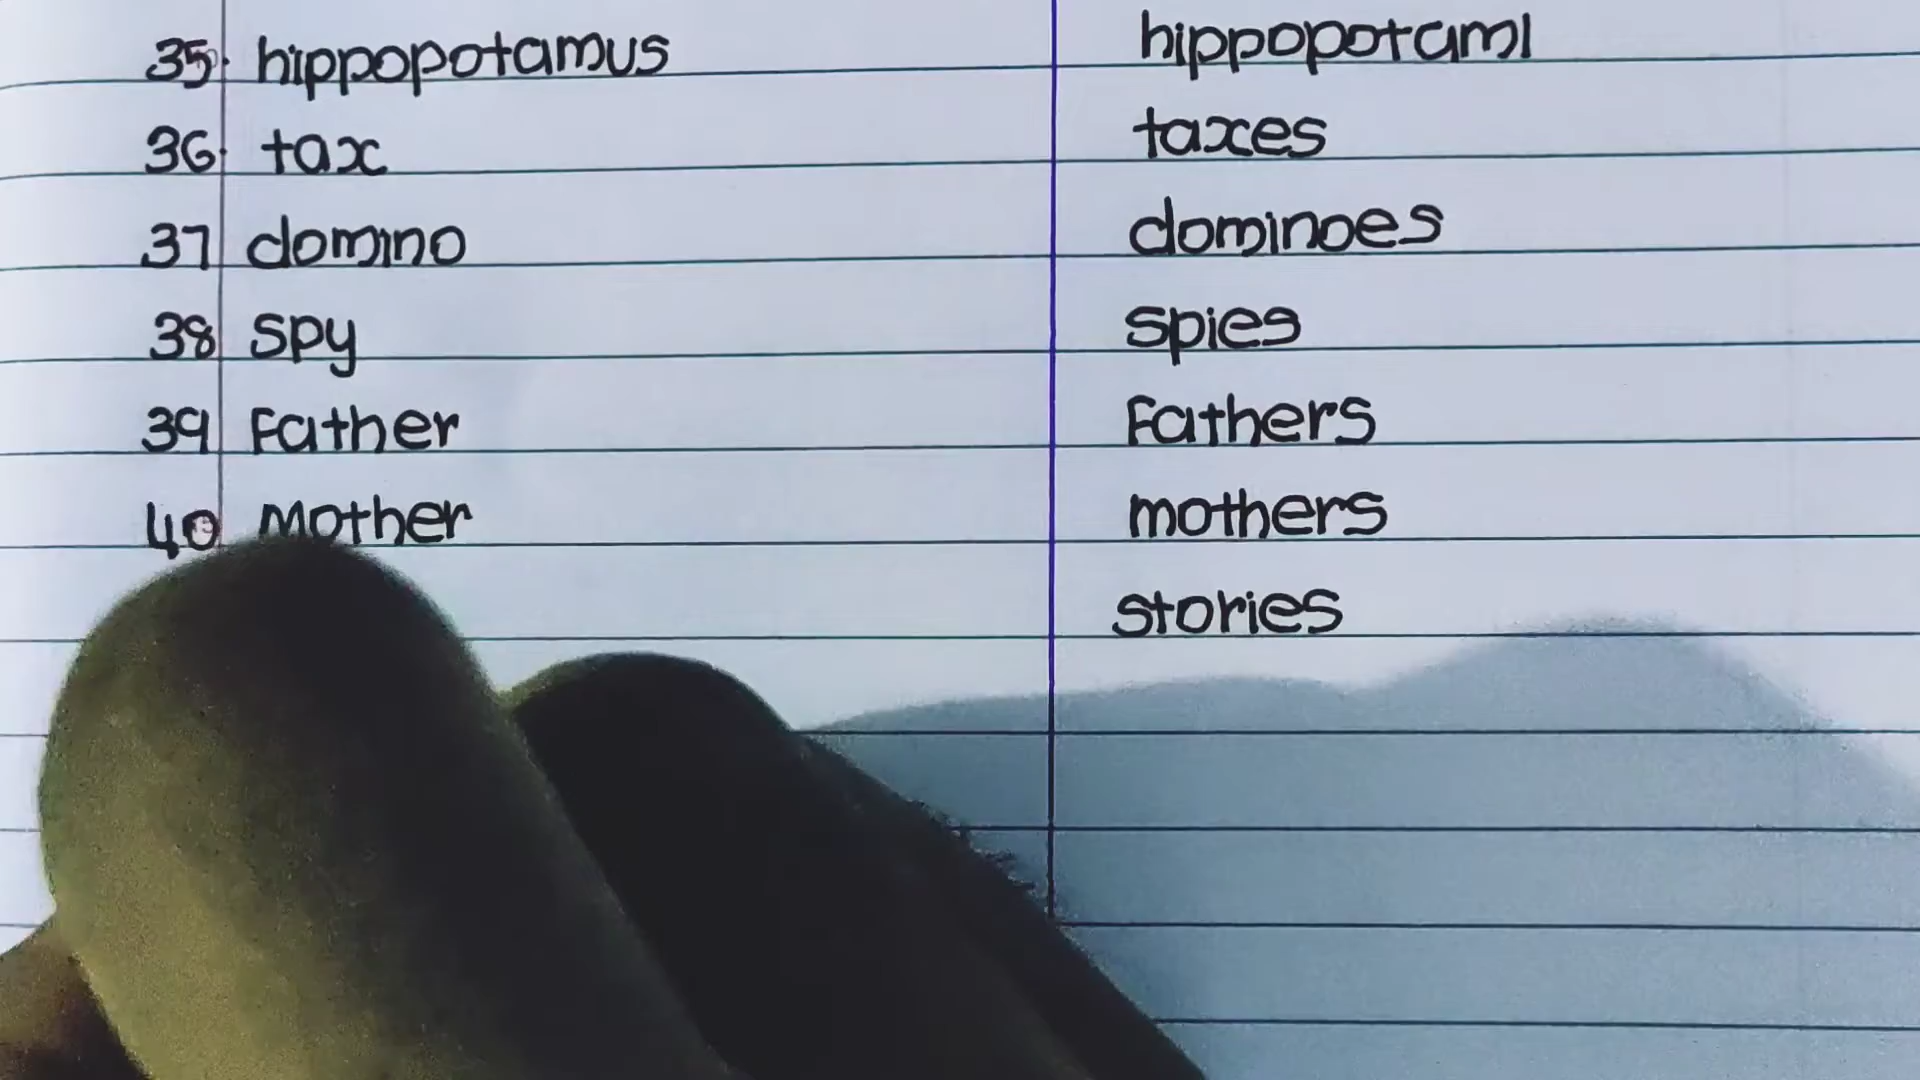 35. hippopotamus hippopotami
36. tax taxes
37 domino dominoes
38 spy spies
39 Father Fathers
40 Mother mothers
stories